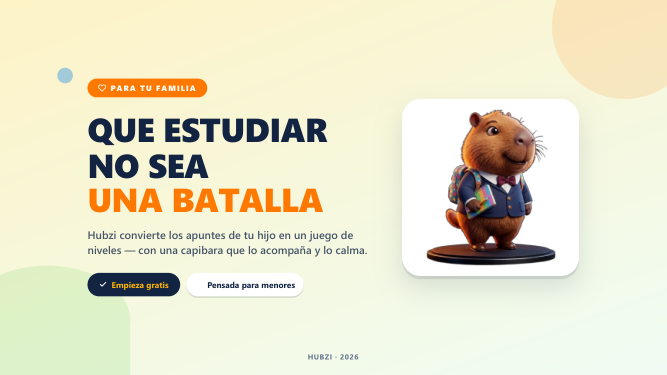 PARA TU FAMILIA
QUE ESTUDIAR
NO SEA
UNA BATALLA
Hubzi convierte los apuntes de tu hijo en un juego de
niveles — con una capibara que lo acompaña y lo calma.
Empieza gratis
Pensada para menores
HUBZI · 2026